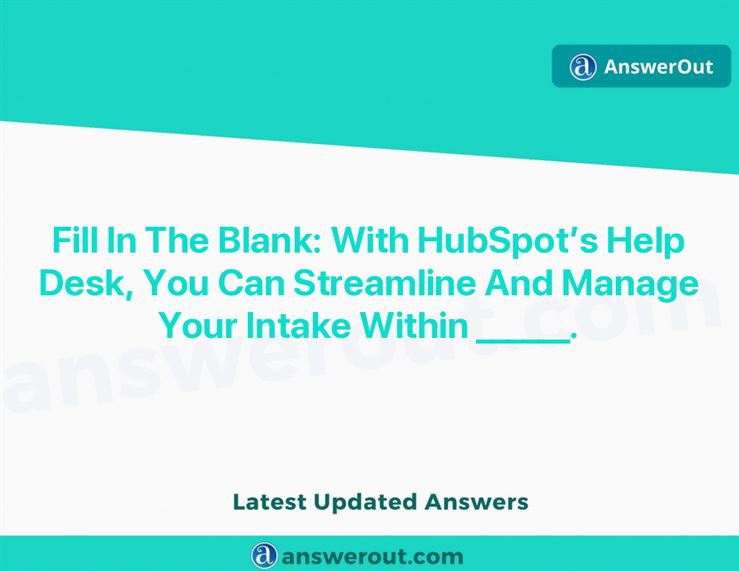 AnswerOut
Fill In The Blank: With HubSpot’s Help
Desk, You Can Streamline And Manage
Your Intake Within ______.
answerout.com
Latest Updated Answers
answerout.com